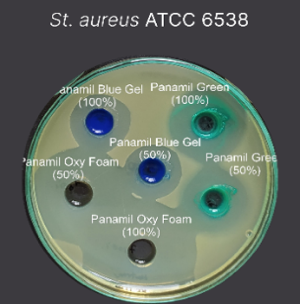 St. aureus ATCC 6538
Panamil Blue Gel
(100%)
Panamil Green
(100%)
Panamil Blue Gel
(50%)
Panamil Oxy Foam
(50%)
Panamil Gree
(50%)
Panamil Oxy Foam
(100%)